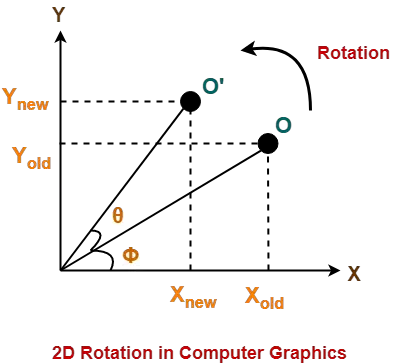 Y
Rotation
O'
Ynew
O
Yold
θ
Φ
X
Xnew
Xold
2D Rotation in Computer Graphics